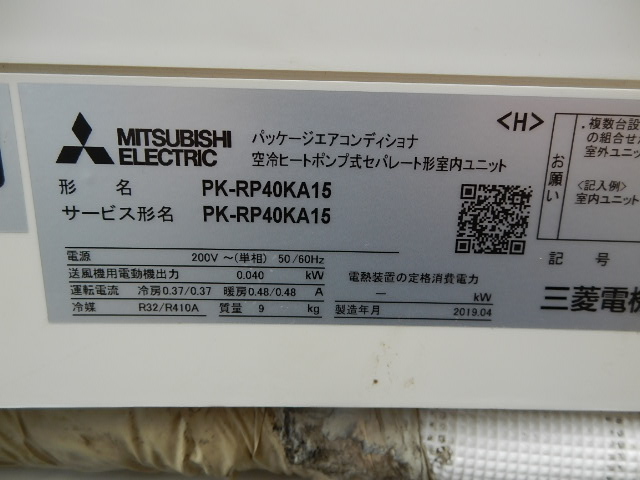 MITSUBISHI
ELECTRIC
パッケージエアコンディショナ
空冷ヒートポンプ式セパレート形室内ユニット
<H>
形 名 PK-RP40KA15
サービス形名 PK-RP40KA15
電源 200V ～(単相) 50/60Hz
送風機用電動機出力 0.040 kW
運転電流 冷房0.37/0.37 暖房0.48/0.48 A
冷媒 R32/R410A 質量 9 kg
電熱装置の定格消費電力
— kW
製造年月 2019.04
お願い
.複数台設
の組合せ
室外ユニッ
<記入例>
室内ユニット
記 号
三菱電機